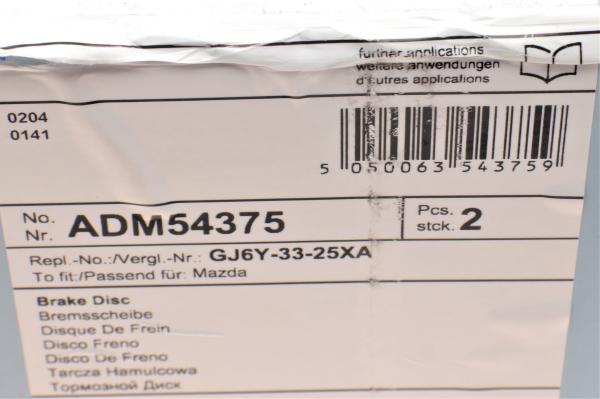 further applications
weitere anwendungen
d'autres applications
0204
0141
5 050063 543759
No.
Nr. ADM54375
Pcs.
stck. 2
Repl.-No.:/Vergl.-Nr.: GJ6Y-33-25XA
To fit:/Passend für: Mazda
Brake Disc
Bremsscheibe
Disque De Frein
Disco Freno
Disco De Freno
Tarcza Hamulcowa
Тормозной Диск